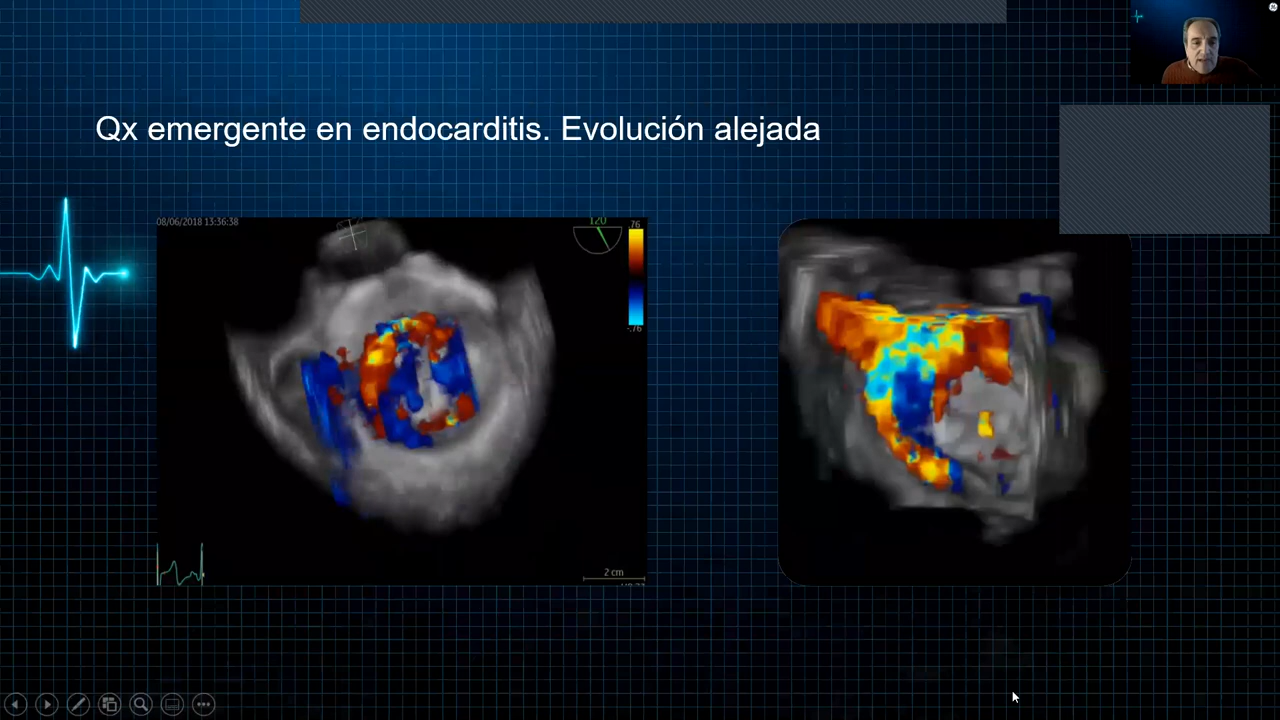 Qx emergente en endocarditis. Evolución alejada
08/06/2018 13:36:38
120
.76
-.76
2 cm